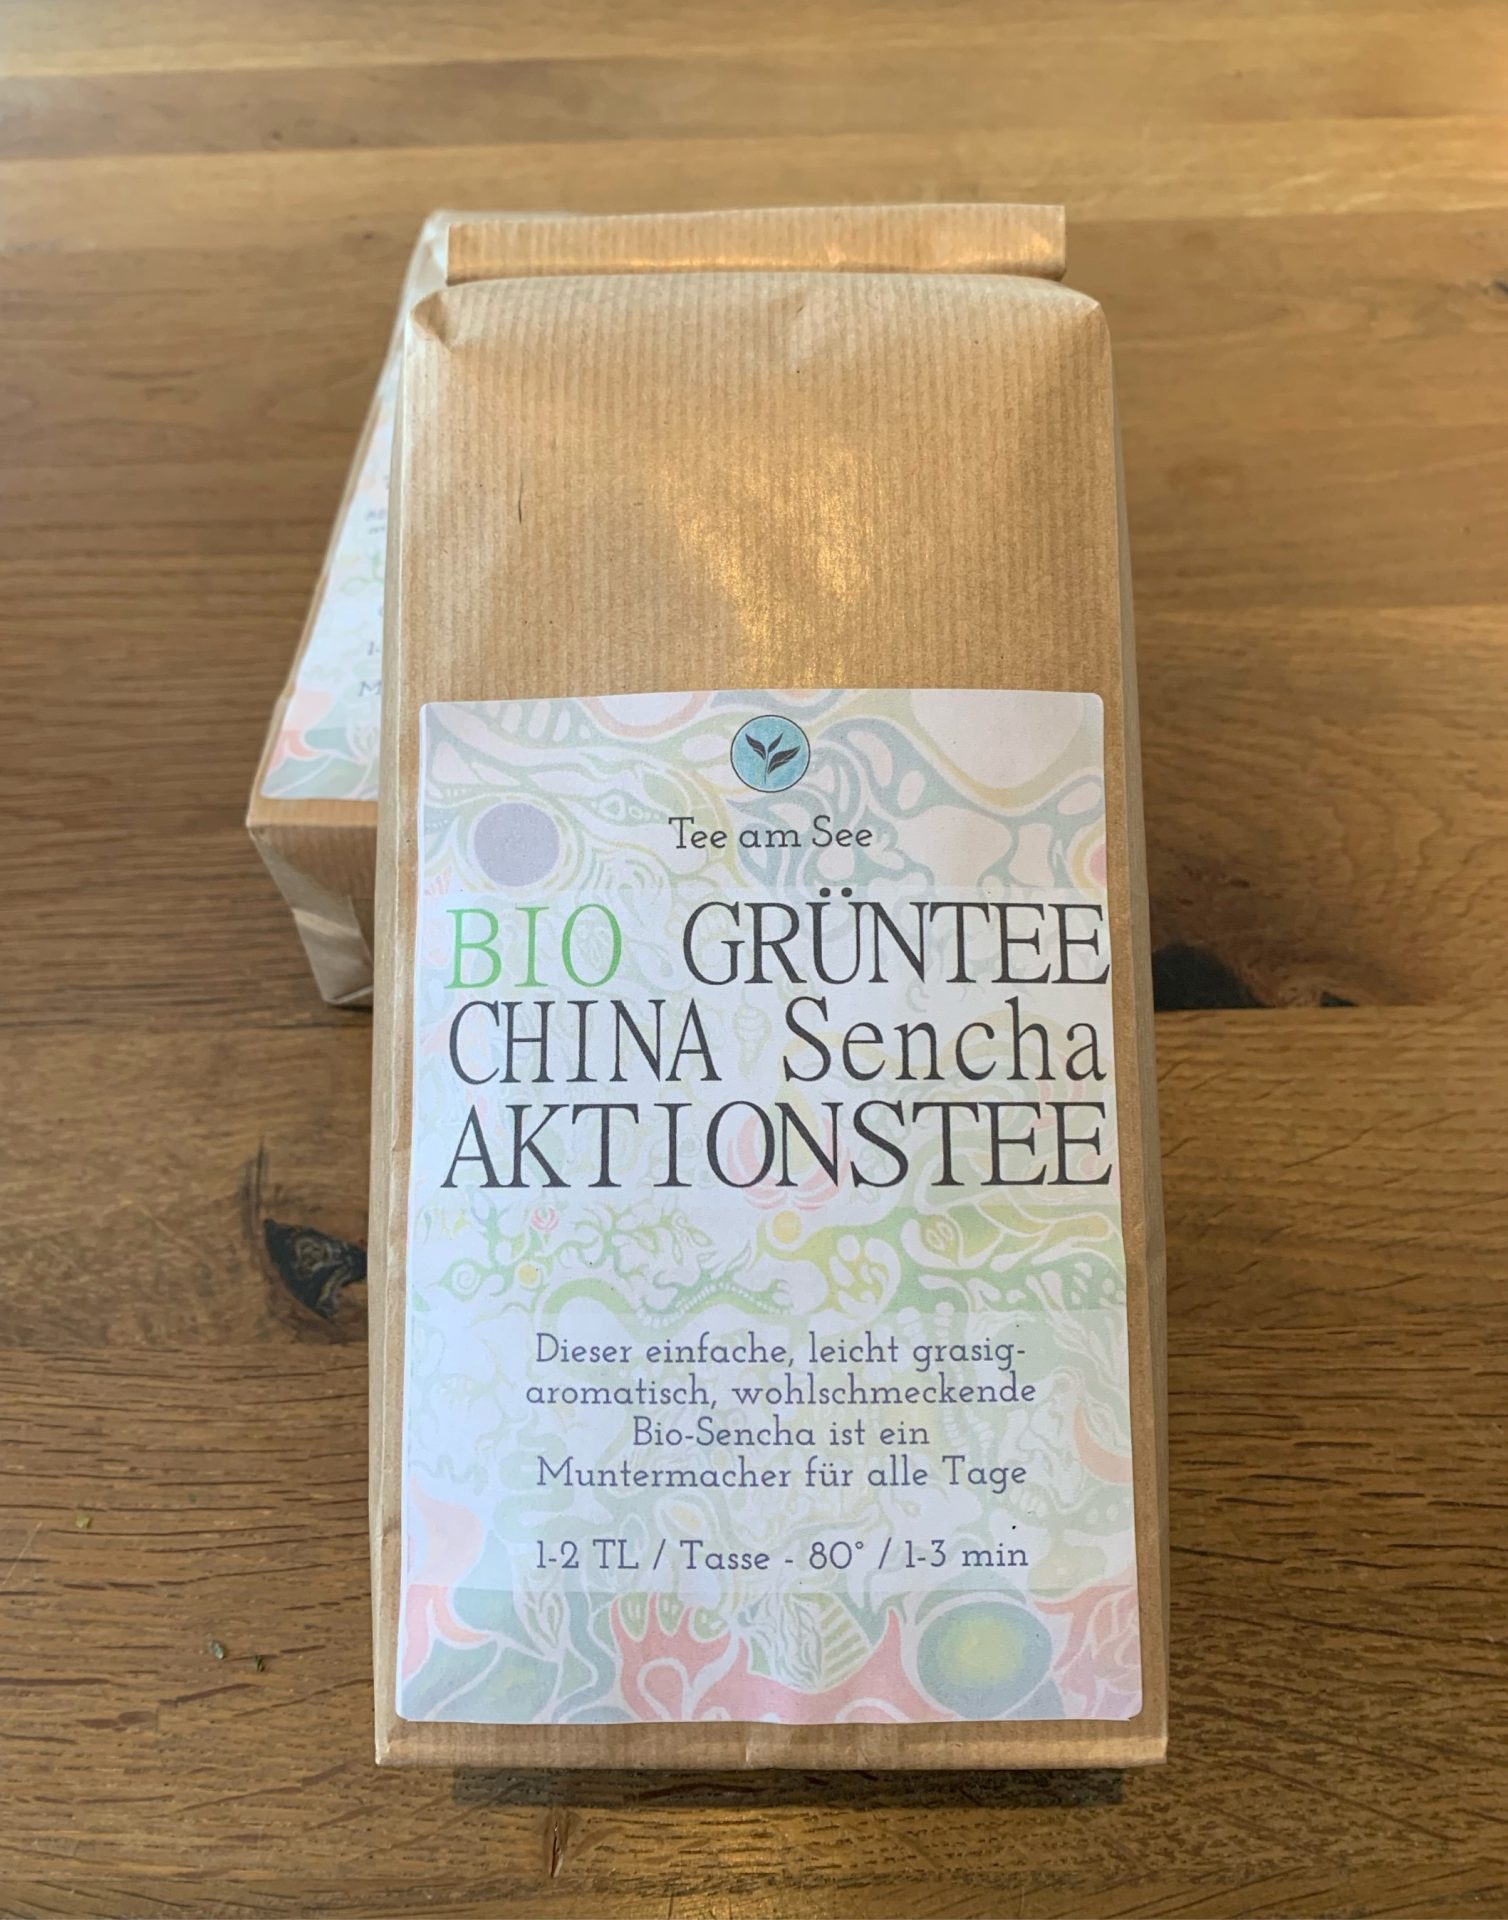 Tee am See
BIO GRÜNTEE
CHINA Sencha
AKTIONSTEE
Dieser einfache, leicht grasig-
aromatisch, wohlschmeckende
Bio-Sencha ist ein
Muntermacher für alle Tage
1-2 TL / Tasse - 80° / 1-3 min